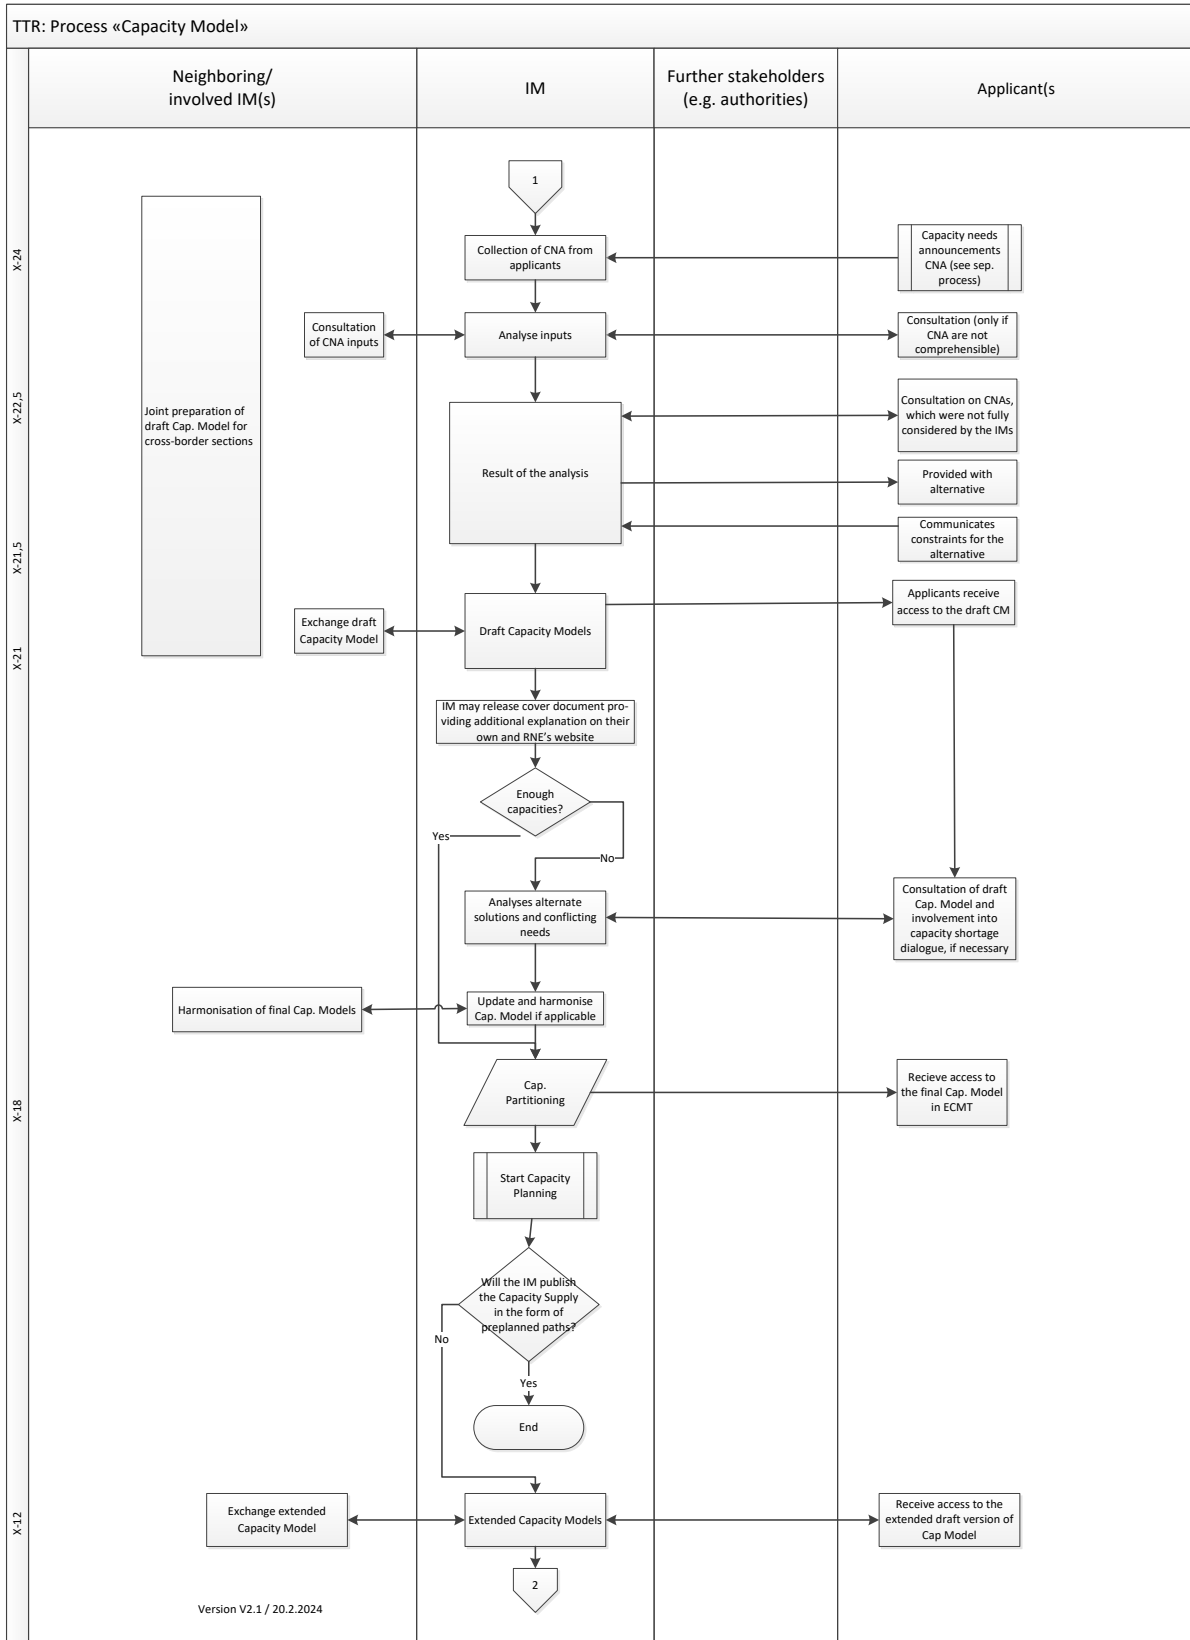 TTR: Process «Capacity Model»
Neighboring/
involved IM(s)
IM
Further stakeholders
(e.g. authorities)
Applicant(s
1
X-24
Collection of CNA from
applicants
Capacity needs
announcements
CNA (see sep.
process)
Consultation
of CNA inputs
Analyse inputs
Consultation (only if
CNA are not
comprehensible)
X-22,5
Joint preparation of
draft Cap. Model for
cross-border sections
Result of the analysis
Consultation on CNAs,
which were not fully
considered by the IMs
Provided with
alternative
X-21,5
Communicates
constraints for the
alternative
Applicants receive
access to the draft CM
Exchange draft
Capacity Model
Draft Capacity Models
X-21
IM may release cover document pro-
viding additional explanation on their
own and RNE's website
Enough
capacities?
Yes
No
Analyses alternate
solutions and conflicting
needs
Consultation of draft
Cap. Model and
involvement into
capacity shortage
dialogue, if necessary
Harmonisation of final Cap. Models
Update and harmonise
Cap. Model if applicable
X-18
Cap.
Partitioning
Recieve access to
the final Cap. Model
in ECMT
Start Capacity
Planning
Will the IM publish
the Capacity Supply
in the form of
preplanned paths?
No
Yes
End
X-12
Exchange extended
Capacity Model
Extended Capacity Models
Receive access to the
extended draft version of
Cap Model
2
Version V2.1 / 20.2.2024